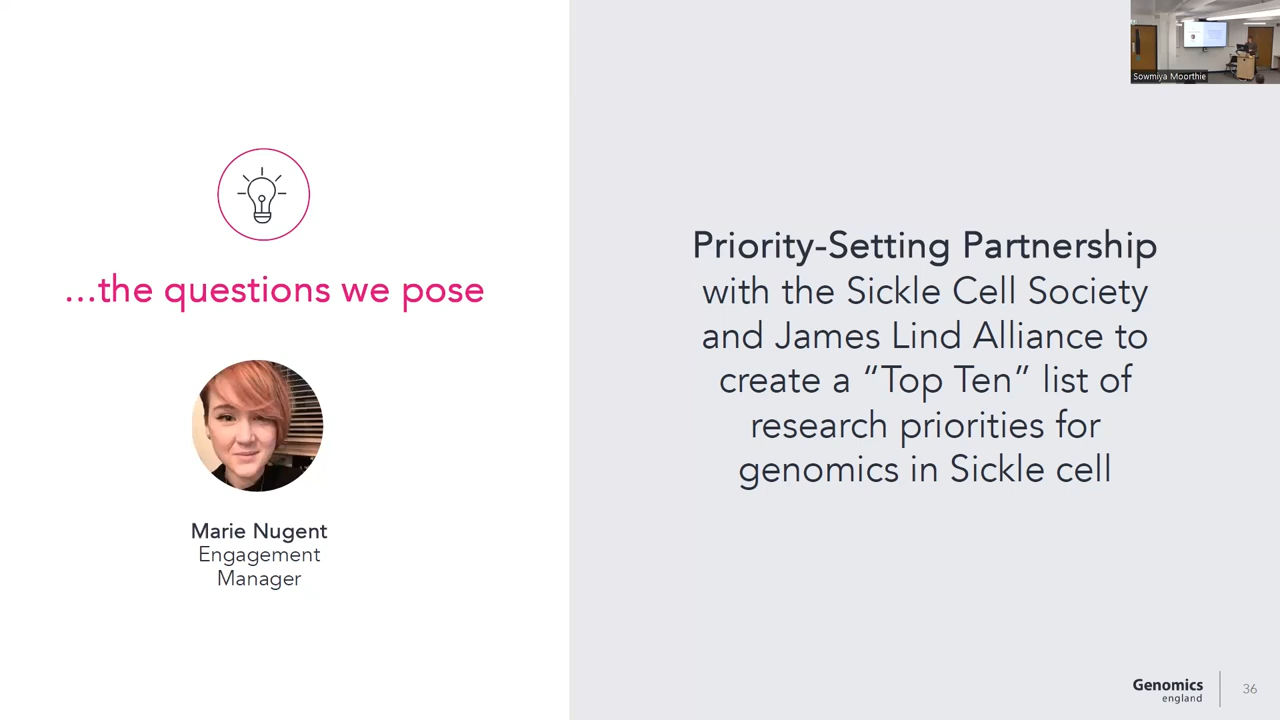 Sowmiya Moorthie
...the questions we pose
Marie Nugent
Engagement
Manager
Priority-Setting Partnership
with the Sickle Cell Society
and James Lind Alliance to
create a “Top Ten” list of
research priorities for
genomics in Sickle cell
Genomics
england
36